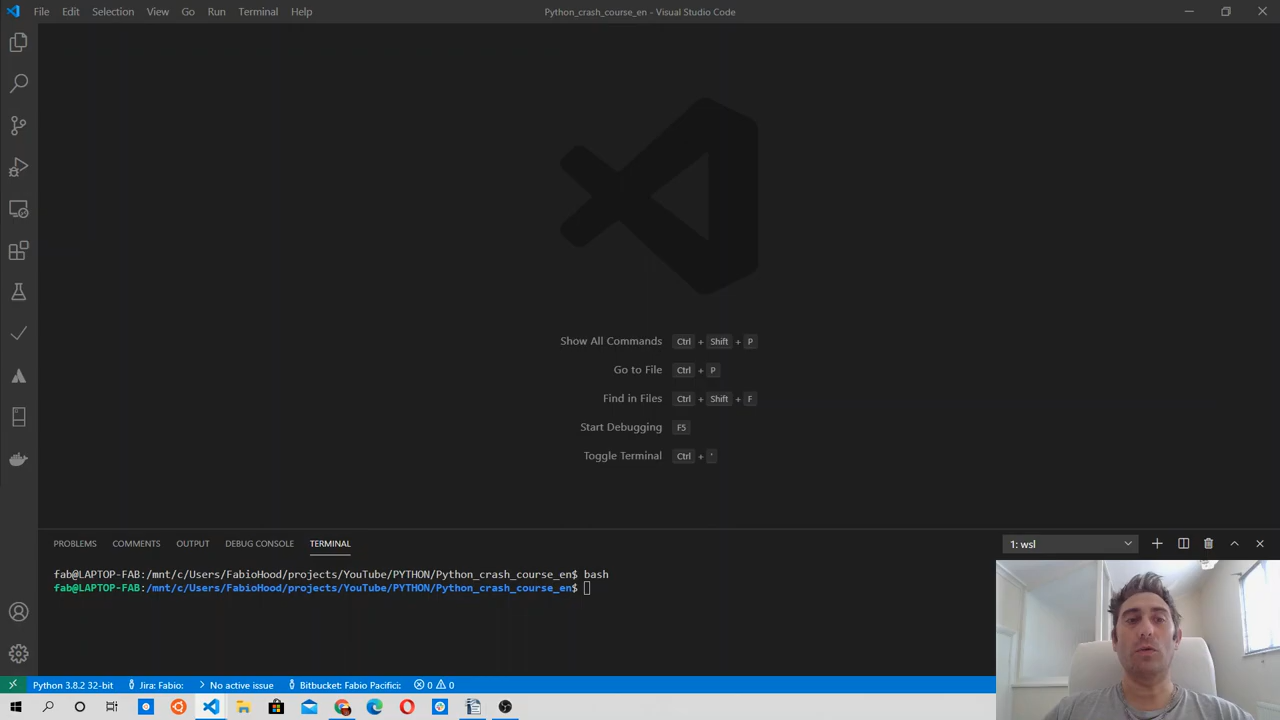 File Edit Selection View Go Run Terminal Help
Python_crash_course_en - Visual Studio Code
Show All Commands Ctrl + Shift + P
Go to File Ctrl + P
Find in Files Ctrl + Shift + F
Start Debugging F5
Toggle Terminal Ctrl + '
PROBLEMS COMMENTS OUTPUT DEBUG CONSOLE TERMINAL
1: wsl
fab@LAPTOP-FAB:/mnt/c/Users/FabioHood/projects/YouTube/PYTHON/Python_crash_course_en$ bash
fab@LAPTOP-FAB:/mnt/c/Users/FabioHood/projects/YouTube/PYTHON/Python_crash_course_en$
Python 3.8.2 32-bit Jira: Fabio: No active issue Bitbucket: Fabio Pacifici: 0 0